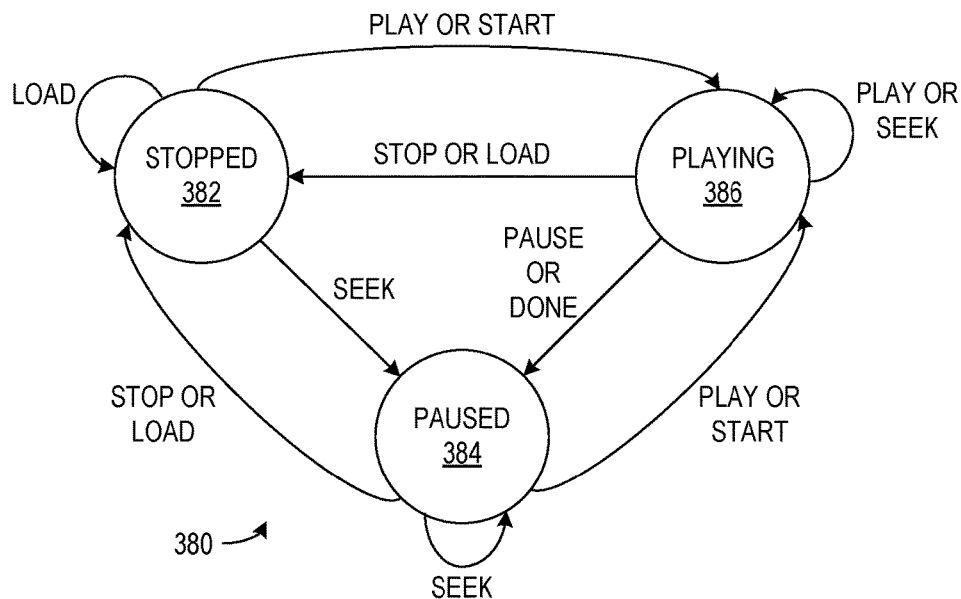 PLAY OR START
LOAD
PLAY OR
SEEK
STOPPED
382
STOP OR LOAD
PLAYING
386
PAUSE
OR
DONE
SEEK
STOP OR
LOAD
PAUSED
384
PLAY OR
START
380
SEEK